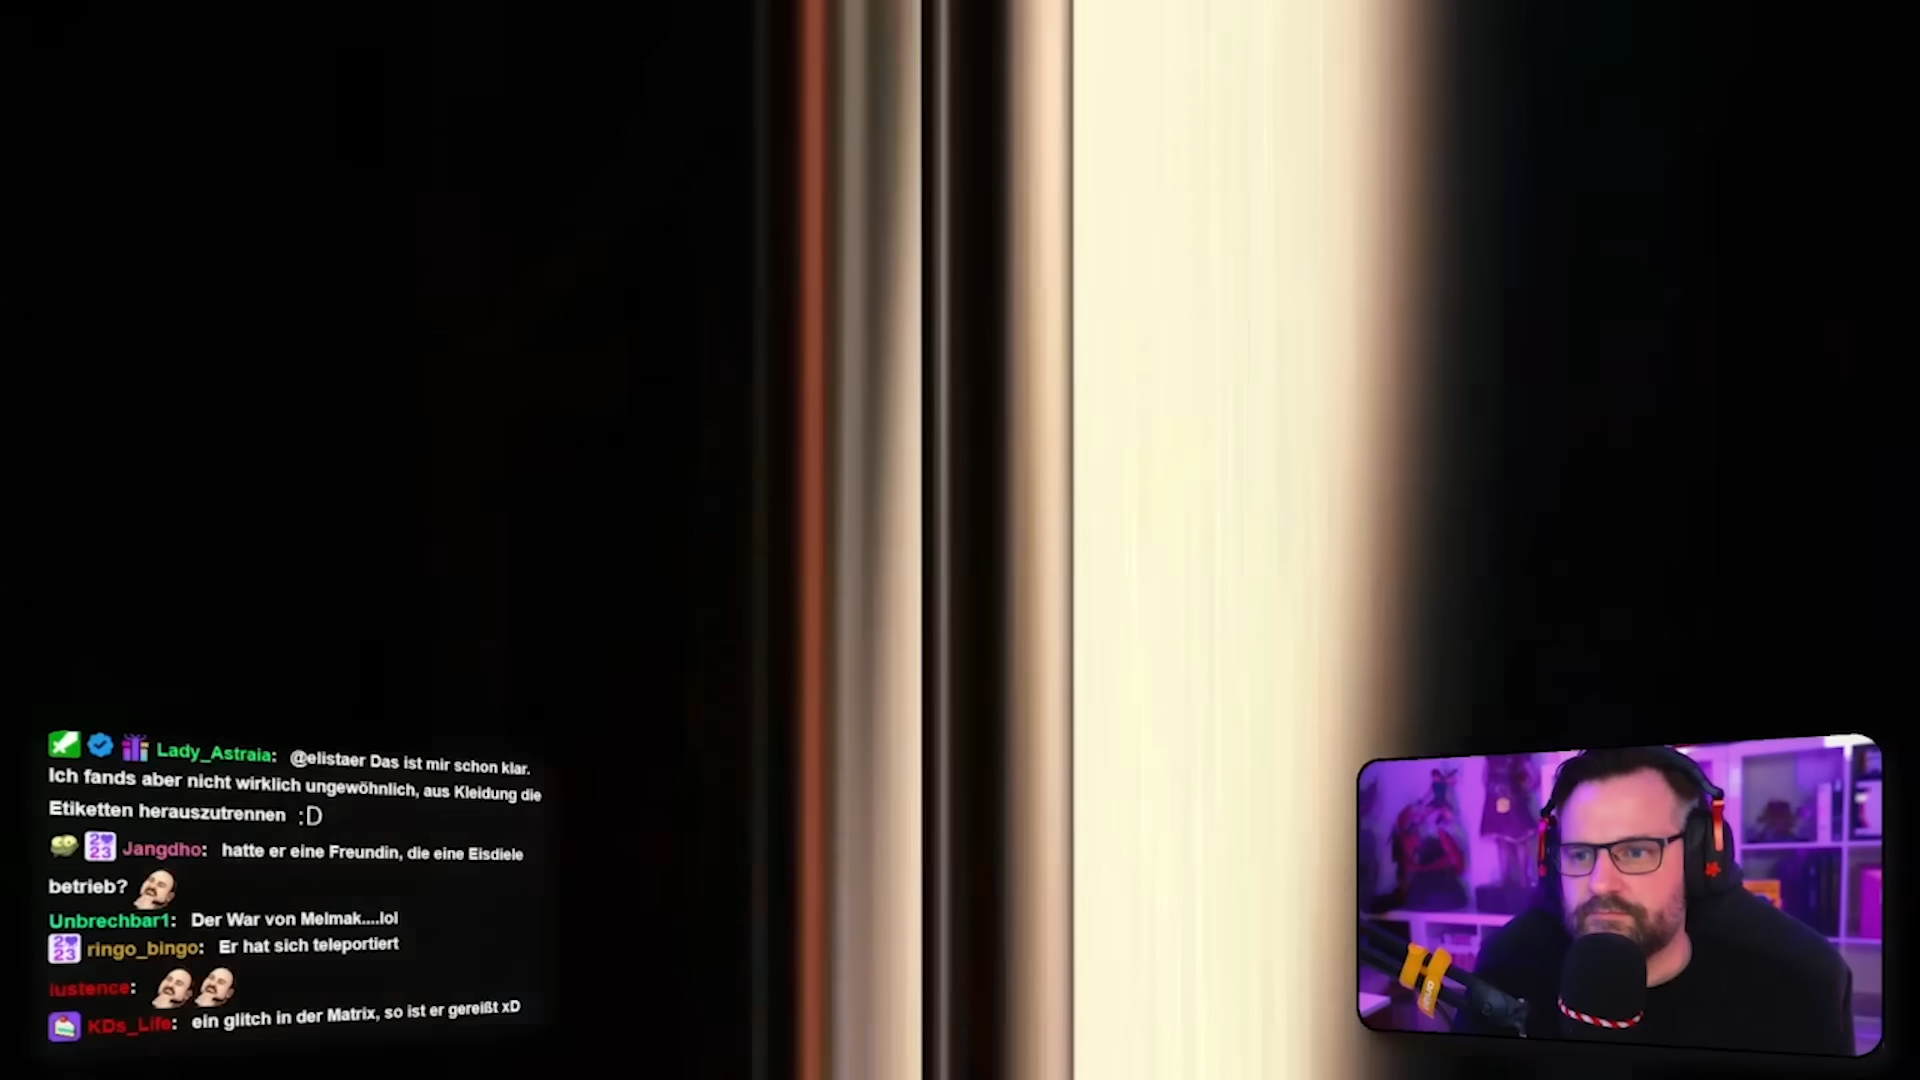 Lady_Astraia: @elistaer Das ist mir schon klar.
Ich fands aber nicht wirklich ungewöhnlich, aus Kleidung die
Etiketten herauszutrennen :D
Jangdho: hatte er eine Freundin, die eine Eisdiele
betrieb?
Unbrechbar1: Der War von Melmak....lol
ringo_bingo: Er hat sich teleportiert
iustence:
KDs_Life: ein glitch in der Matrix, so ist er gereißt xD